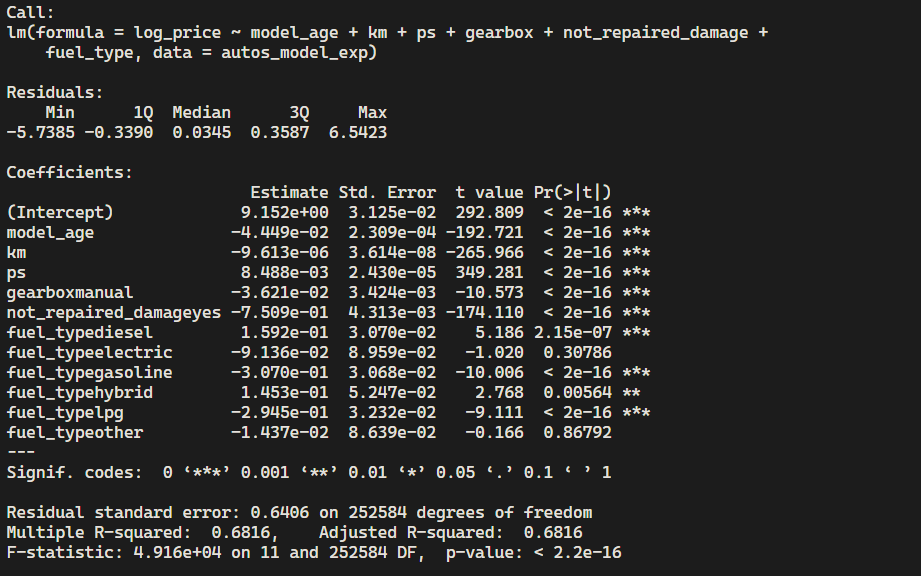 Call:
lm(formula = log_price ~ model_age + km + ps + gearbox + not_repaired_damage +
    fuel_type, data = autos_model_exp)

Residuals:
    Min      1Q  Median      3Q     Max
-5.7385 -0.3390  0.0345  0.3587  6.5423

Coefficients:
                         Estimate Std. Error  t value Pr(>|t|)
(Intercept)             9.152e+00  3.125e-02  292.809  < 2e-16 ***
model_age              -4.449e-02  2.309e-04 -192.721  < 2e-16 ***
km                     -9.613e-06  3.614e-08 -265.966  < 2e-16 ***
ps                      8.488e-03  2.430e-05  349.281  < 2e-16 ***
gearboxmanual          -3.621e-02  3.424e-03  -10.573  < 2e-16 ***
not_repaired_damageyes -7.509e-01  4.313e-03 -174.110  < 2e-16 ***
fuel_typediesel         1.592e-01  3.070e-02    5.186 2.15e-07 ***
fuel_typeelectric      -9.136e-02  8.959e-02   -1.020  0.30786
fuel_typegasoline      -3.070e-01  3.068e-02  -10.006  < 2e-16 ***
fuel_typehybrid         1.453e-01  5.247e-02    2.768  0.00564 **
fuel_typelpg           -2.945e-01  3.232e-02   -9.111  < 2e-16 ***
fuel_typeother         -1.437e-02  8.639e-02   -0.166  0.86792
---
Signif. codes:  0 ‘***’ 0.001 ‘**’ 0.01 ‘*’ 0.05 ‘.’ 0.1 ‘ ’ 1

Residual standard error: 0.6406 on 252584 degrees of freedom
Multiple R-squared:  0.6816,    Adjusted R-squared:  0.6816
F-statistic: 4.916e+04 on 11 and 252584 DF,  p-value: < 2.2e-16